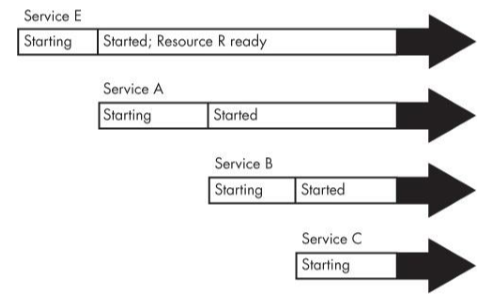 Service E
Starting Started; Resource R ready
Service A
Starting Started
Service B
Starting Started
Service C
Starting